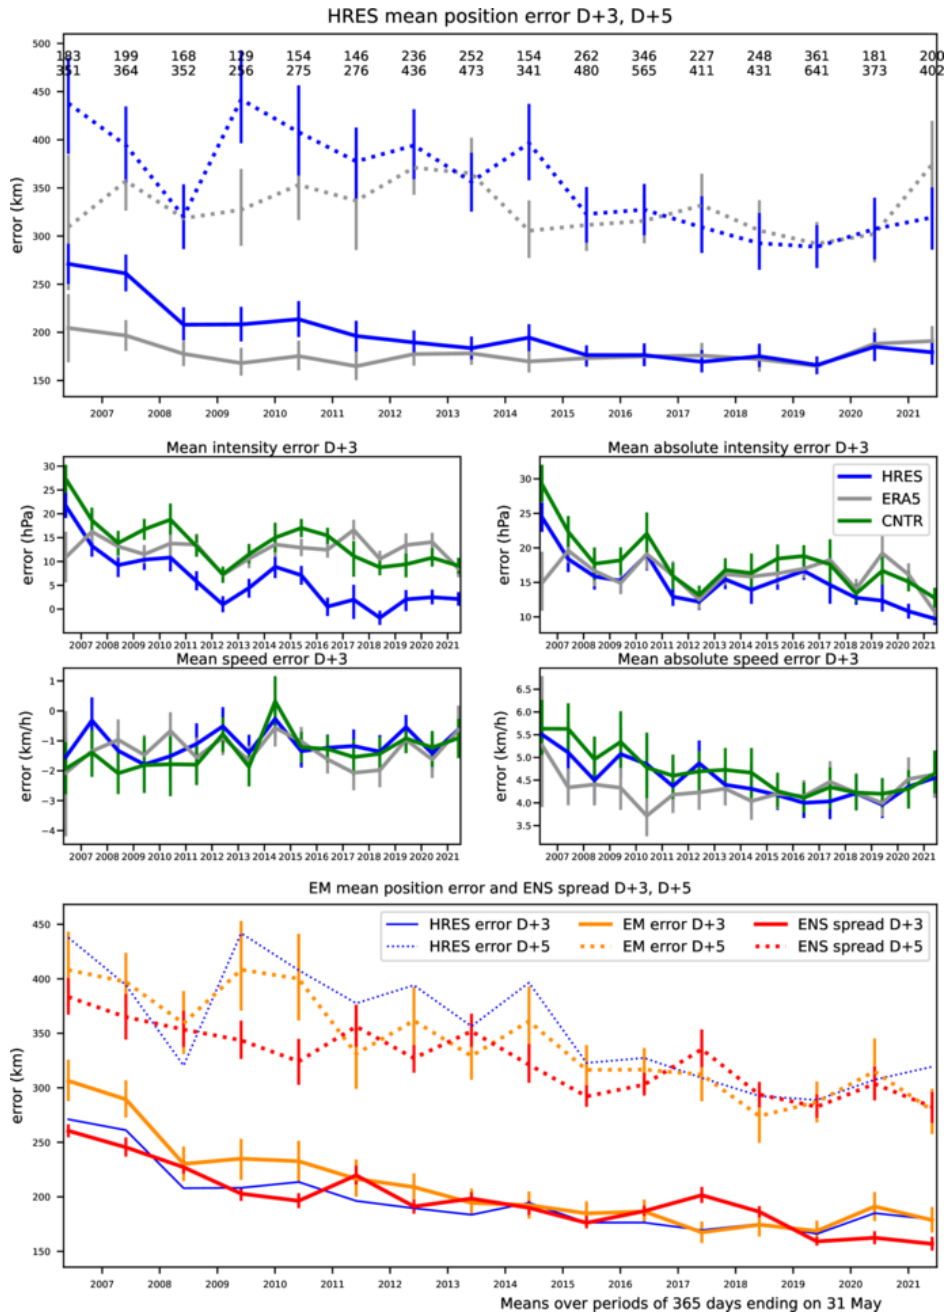 HRES mean position error D+3, D+5
500
183 199 168 129 154 146 236 252 154 262 346 227 248 361 181 200
351 364 352 256 275 276 436 473 341 480 565 411 431 641 373 402
450
400
350
error (km)
300
250
200
150
2007 2008 2009 2010 2011 2012 2013 2014 2015 2016 2017 2018 2019 2020 2021
Mean intensity error D+3
30
25
20
15
10
5
0
error (hPa)
2007 2008 2009 2010 2011 2012 2013 2014 2015 2016 2017 2018 2019 2020 2021
Mean absolute intensity error D+3
30
25
20
15
10
error (hPa)
HRES
ERA5
CNTR
2007 2008 2009 2010 2011 2012 2013 2014 2015 2016 2017 2018 2019 2020 2021
Mean speed error D+3
1
0
−1
−2
−3
−4
error (km/h)
2007 2008 2009 2010 2011 2012 2013 2014 2015 2016 2017 2018 2019 2020 2021
Mean absolute speed error D+3
6.5
6.0
5.5
5.0
4.5
4.0
3.5
error (km/h)
2007 2008 2009 2010 2011 2012 2013 2014 2015 2016 2017 2018 2019 2020 2021
EM mean position error and ENS spread D+3, D+5
HRES error D+3 EM error D+3 ENS spread D+3
HRES error D+5 EM error D+5 ENS spread D+5
450
400
350
300
250
200
150
error (km)
2007 2008 2009 2010 2011 2012 2013 2014 2015 2016 2017 2018 2019 2020 2021
Means over periods of 365 days ending on 31 May